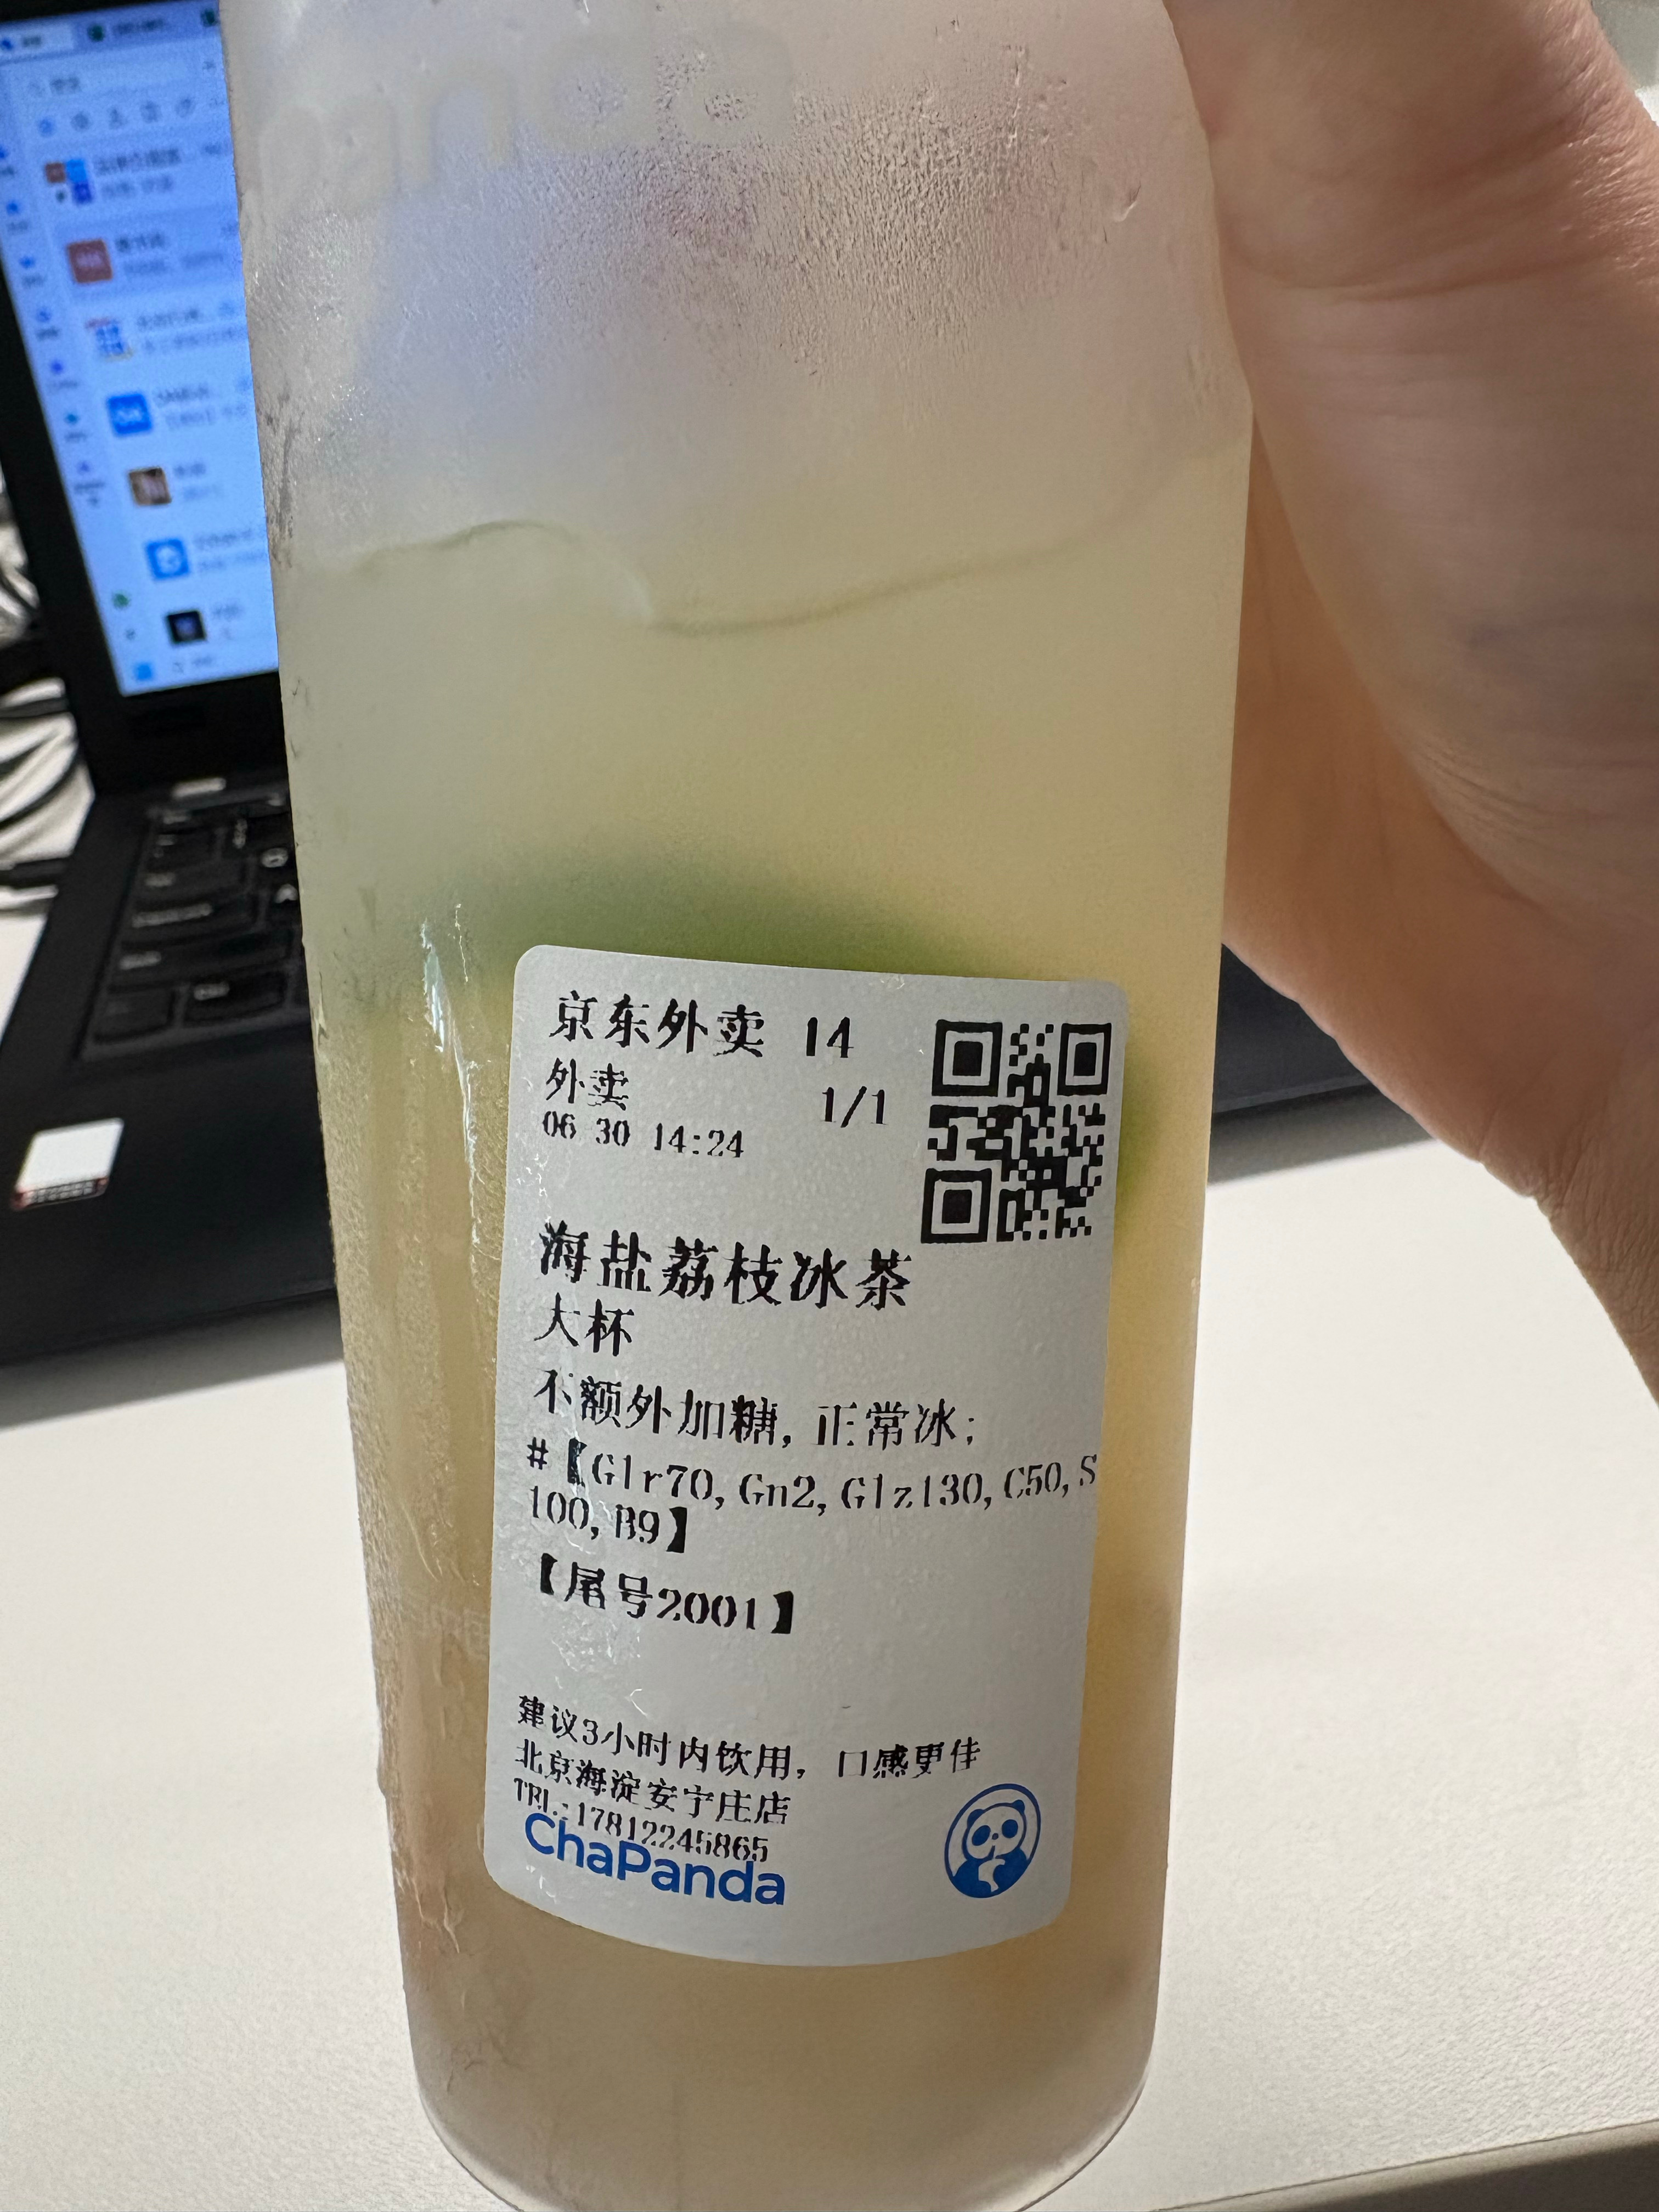 anda
京东外卖 14
外卖 1/1
06 30 14:24
海盐荔枝冰茶
大杯
不额外加糖, 正常冰;
#【Glr70, Gn2, Glz130, C50, S
100, B9】
【尾号2001】
建议3小时内饮用, 口感更佳
北京海淀安宁庄店
TEL:17812245865
ChaPanda